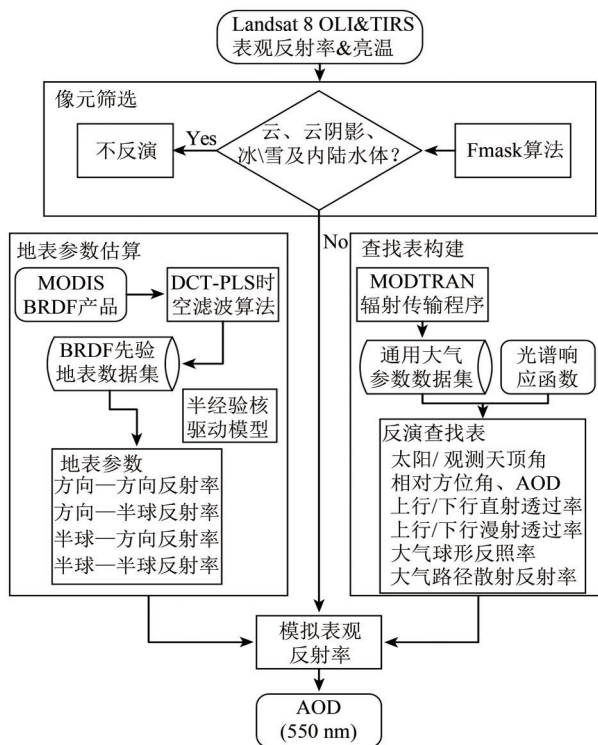 Landsat 8 OLI&TIRS
表观反射率&亮温
像元筛选
不反演
Yes
云、云阴影、
冰\雪及内陆水体？
Fmask算法
No
地表参数估算
MODIS
BRDF产品
DCT-PLS时
空滤波算法
BRDF先验
地表数据集
半经验核
驱动模型
地表参数
方向—方向反射率
方向—半球反射率
半球—方向反射率
半球—半球反射率
查找表构建
MODTRAN
辐射传输程序
通用大气
参数数据集
光谱响
应函数
反演查找表
太阳/ 观测天顶角
相对方位角、AOD
上行/下行直射透过率
上行/下行漫射透过率
大气球形反照率
大气路径散射反射率
模拟表观
反射率
AOD
(550 nm)